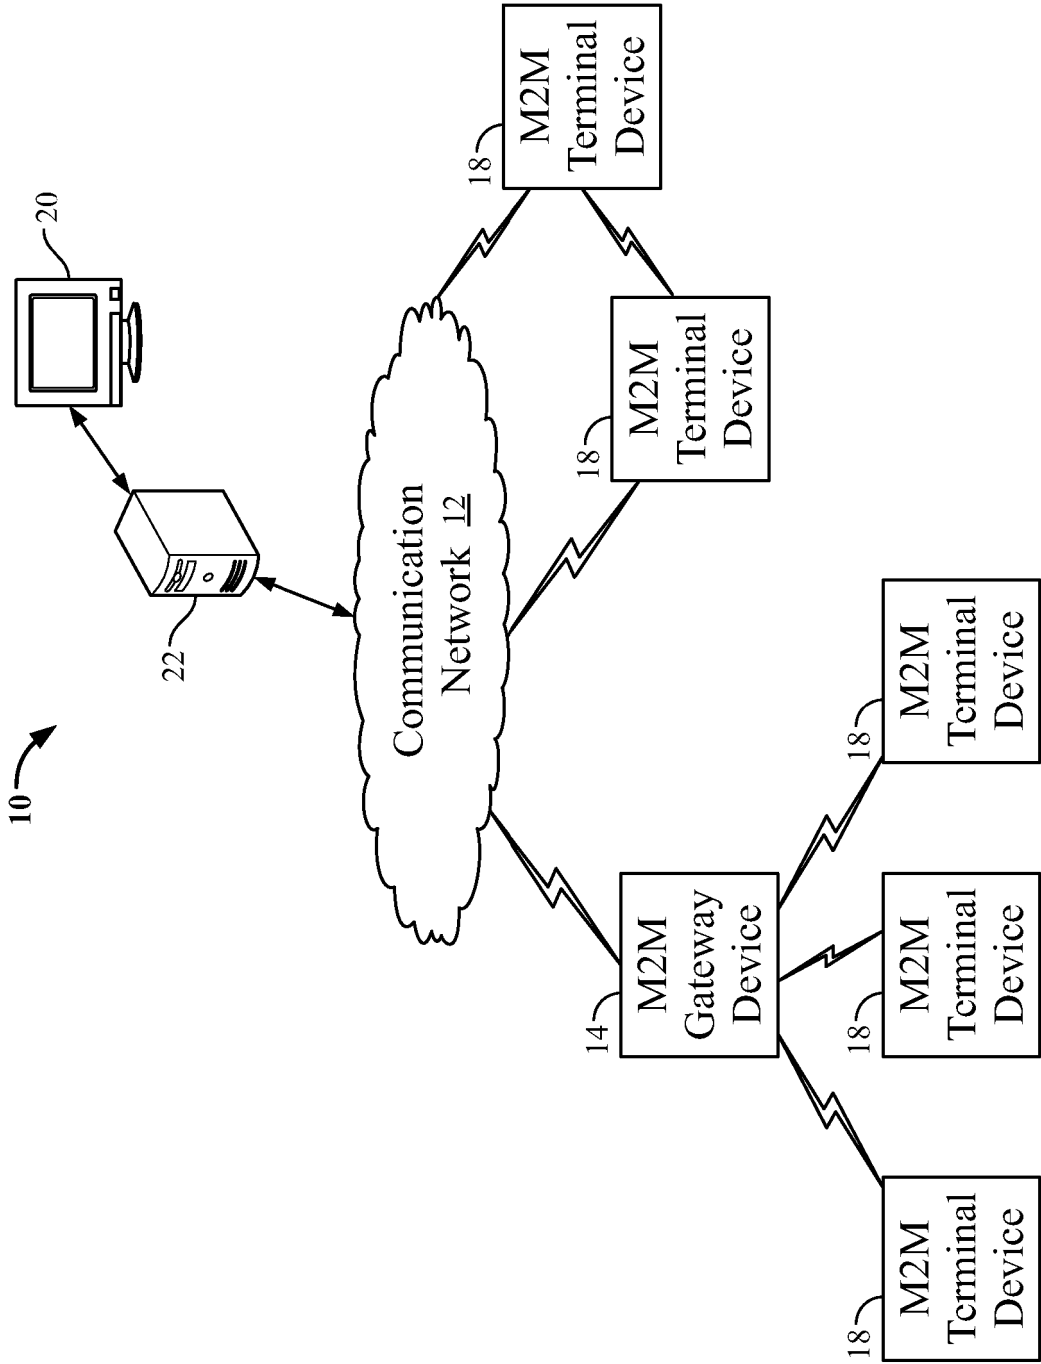 10
20
22
Communication
Network 12
18
M2M
Terminal
Device
18
M2M
Terminal
Device
14
M2M
Gateway
Device
18
M2M
Terminal
Device
18
M2M
Terminal
Device
18
M2M
Terminal
Device